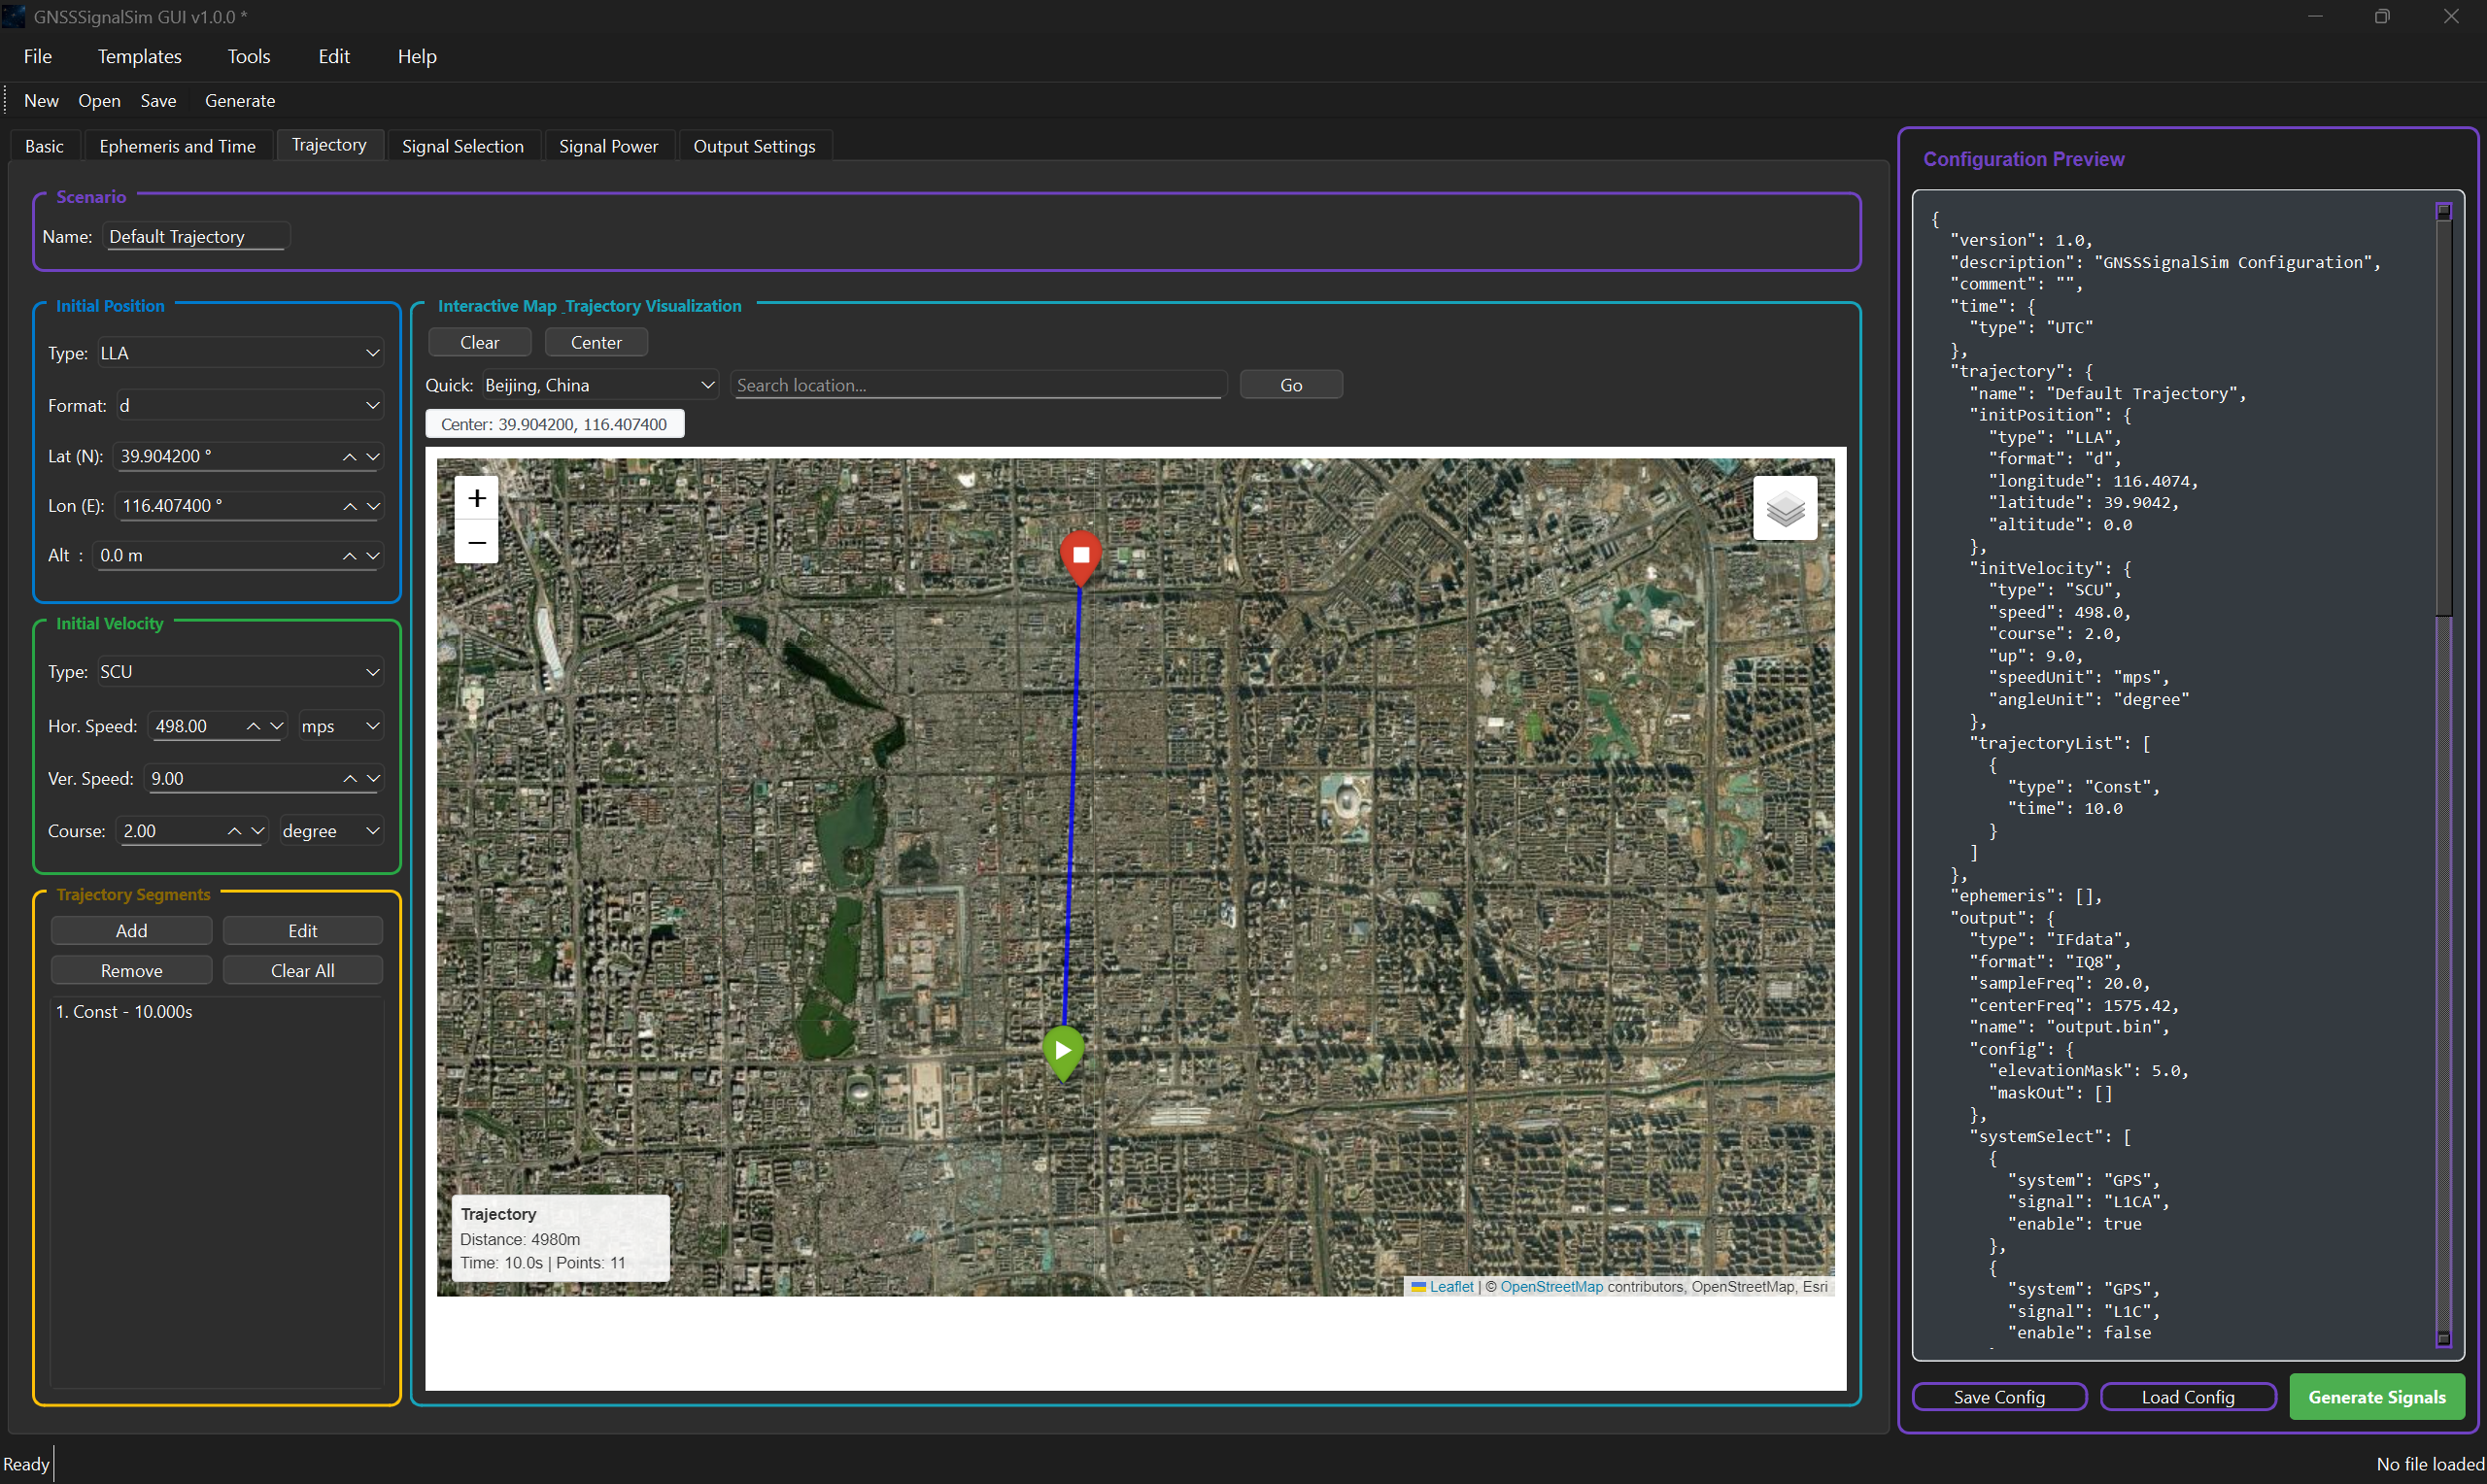 GNSSSignalSim GUI v1.0.0 *
File Templates Tools Edit Help
New Open Save Generate
Basic Ephemeris and Time Trajectory Signal Selection Signal Power Output Settings
Scenario
Name: Default Trajectory
Initial Position
Type: LLA
Format: d
Lat (N): 39.904200 °
Lon (E): 116.407400 °
Alt : 0.0 m
Initial Velocity
Type: SCU
Hor. Speed: 498.00 mps
Ver. Speed: 9.00
Course: 2.00 degree
Trajectory Segments
Add Edit
Remove Clear All
1. Const - 10.000s
Interactive Map _Trajectory Visualization
Clear Center
Quick: Beijing, China Search location... Go
Center: 39.904200, 116.407400
+
−
Trajectory
Distance: 4980m
Time: 10.0s | Points: 11
Leaflet | © OpenStreetMap contributors, OpenStreetMap, Esri
Configuration Preview
{
"version": 1.0,
"description": "GNSSSignalSim Configuration",
"comment": "",
"time": {
"type": "UTC"
},
"trajectory": {
"name": "Default Trajectory",
"initPosition": {
"type": "LLA",
"format": "d",
"longitude": 116.4074,
"latitude": 39.9042,
"altitude": 0.0
},
"initVelocity": {
"type": "SCU",
"speed": 498.0,
"course": 2.0,
"up": 9.0,
"speedUnit": "mps",
"angleUnit": "degree"
},
"trajectoryList": [
{
"type": "Const",
"time": 10.0
}
]
},
"ephemeris": [],
"output": {
"type": "IFdata",
"format": "IQ8",
"sampleFreq": 20.0,
"centerFreq": 1575.42,
"name": "output.bin",
"config": {
"elevationMask": 5.0,
"maskOut": []
},
"systemSelect": [
{
"system": "GPS",
"signal": "L1CA",
"enable": true
},
{
"system": "GPS",
"signal": "L1C",
"enable": false
Save Config Load Config Generate Signals
Ready
No file loaded